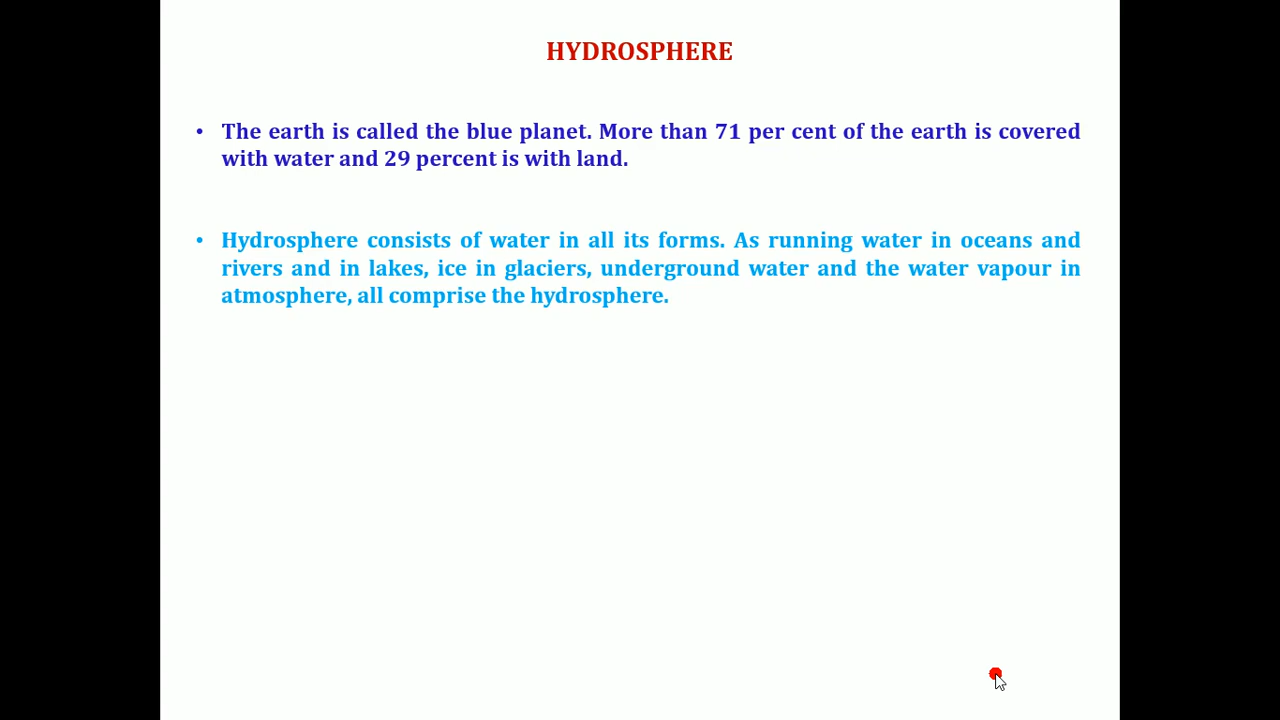 HYDROSPHERE
• The earth is called the blue planet. More than 71 per cent of the earth is covered
with water and 29 percent is with land.
• Hydrosphere consists of water in all its forms. As running water in oceans and
rivers and in lakes, ice in glaciers, underground water and the water vapour in
atmosphere, all comprise the hydrosphere.